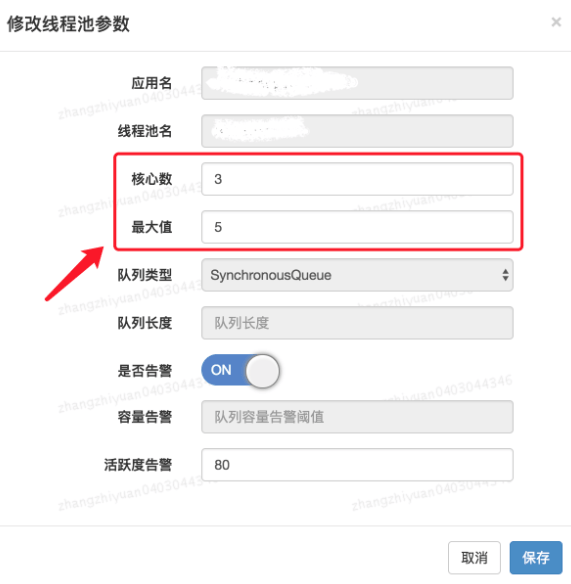 修改线程池参数 ×
应用名
线程池名
核心数 3
最大值 5
队列类型 SynchronousQueue
队列长度 队列长度
是否告警 ON
容量告警 队列容量告警阈值
活跃度告警 80
取消 保存
zhangzhiyuan0403044346